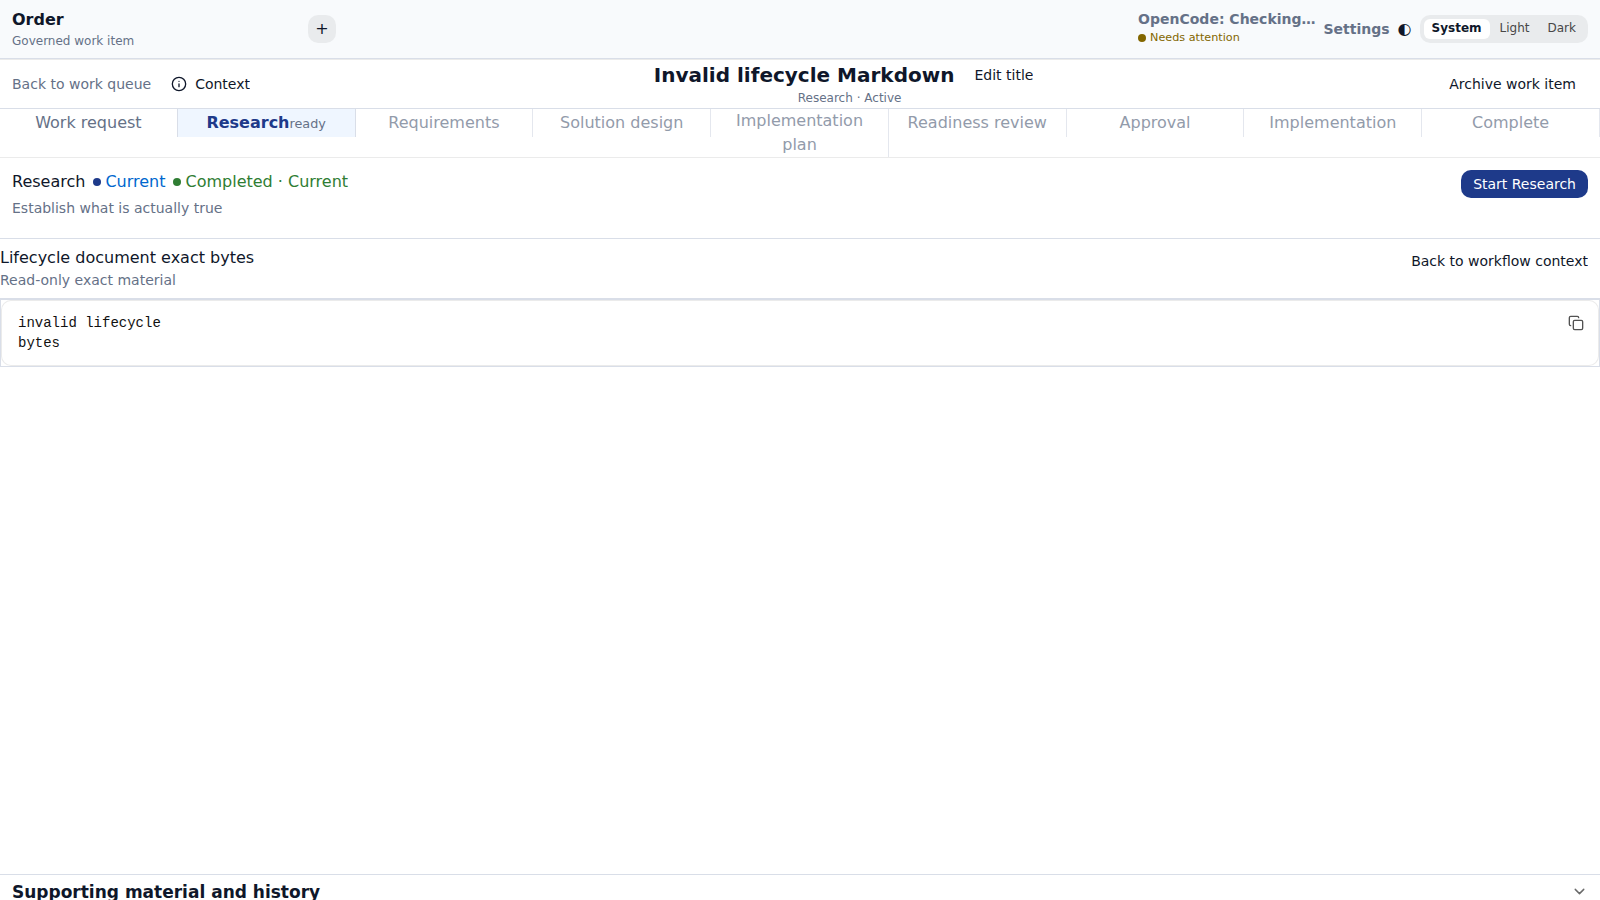 Order
Governed work item
+
OpenCode: Checking…
Needs attention
Settings
System Light Dark
Back to work queue
Context
Invalid lifecycle Markdown
Edit title
Research · Active
Archive work item
Work request
Researchready
Requirements
Solution design
Implementation
plan
Readiness review
Approval
Implementation
Complete
Research Current Completed · Current
Establish what is actually true
Start Research
Lifecycle document exact bytes
Read-only exact material
Back to workflow context
invalid lifecycle
bytes
Supporting material and history